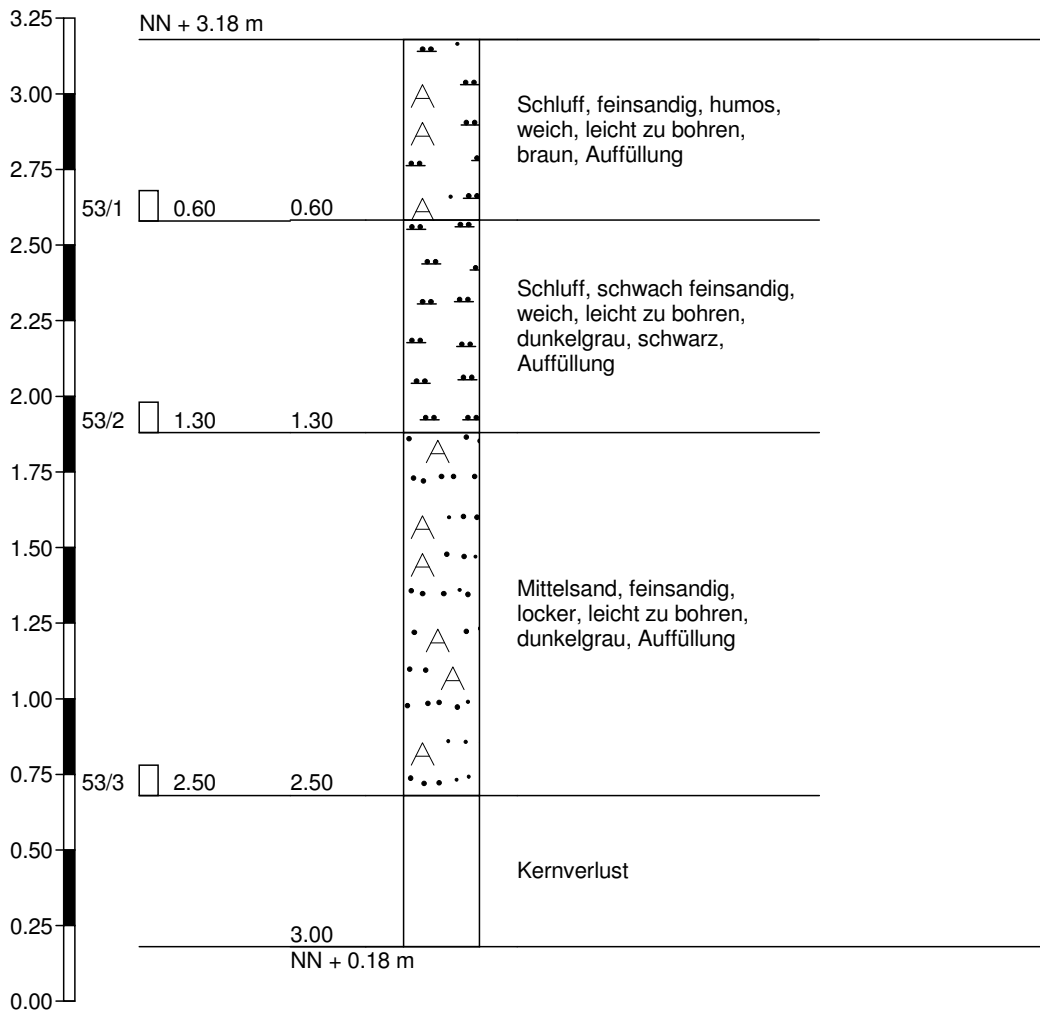 3.25
NN + 3.18 m
3.00
Schluff, feinsandig, humos,
weich, leicht zu bohren,
braun, Auffüllung
A
A
2.75
A
53/1 0.60 0.60
2.50
Schluff, schwach feinsandig,
weich, leicht zu bohren,
dunkelgrau, schwarz,
Auffüllung
2.25
2.00
53/2 1.30 1.30
A
1.75
A
1.50
A
Mittelsand, feinsandig,
locker, leicht zu bohren,
dunkelgrau, Auffüllung
1.25
A
A
1.00
A
0.75
53/3 2.50 2.50
0.50
Kernverlust
0.25
3.00
NN + 0.18 m
0.00